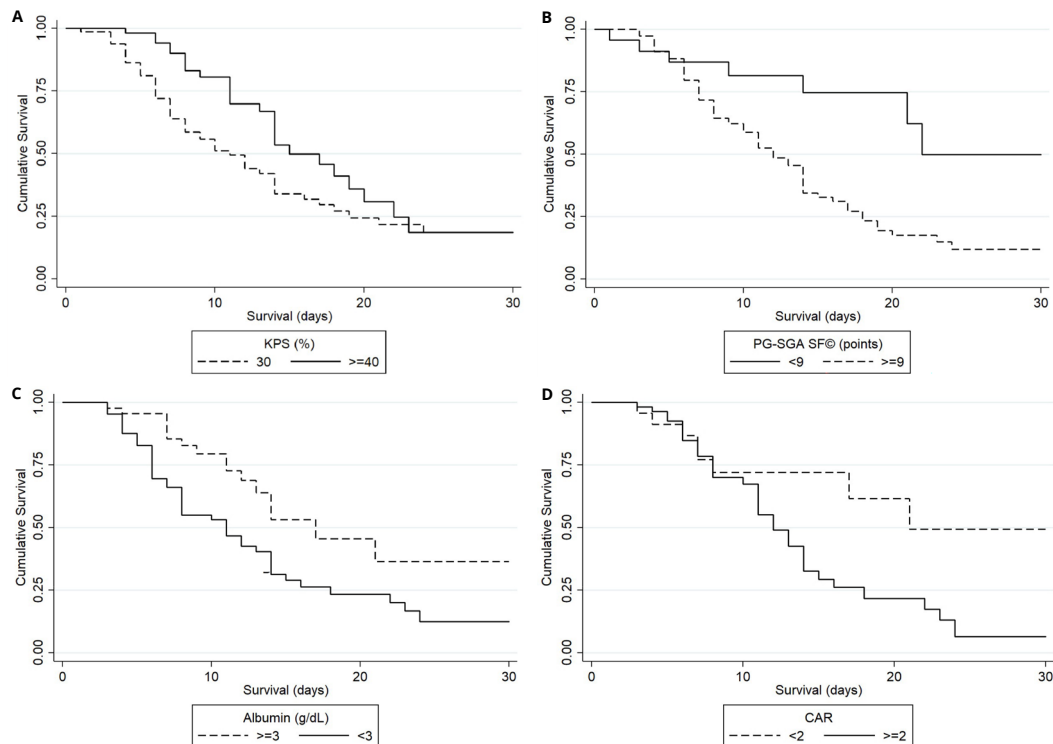 A
1.00
0.75
0.50
0.25
0.00
Cumulative Survival
0 10 20 30
Survival (days)
KPS (%)
30 >=40
B
1.00
0.75
0.50
0.25
0.00
Cumulative Survival
0 10 20 30
Survival (days)
PG-SGA SF© (points)
<9 >=9
C
1.00
0.75
0.50
0.25
0.00
Cumulative Survival
0 10 20 30
Survival (days)
Albumin (g/dL)
>=3 <3
D
1.00
0.75
0.50
0.25
0.00
Cumulative Survival
0 10 20 30
Survival (days)
CAR
<2 >=2